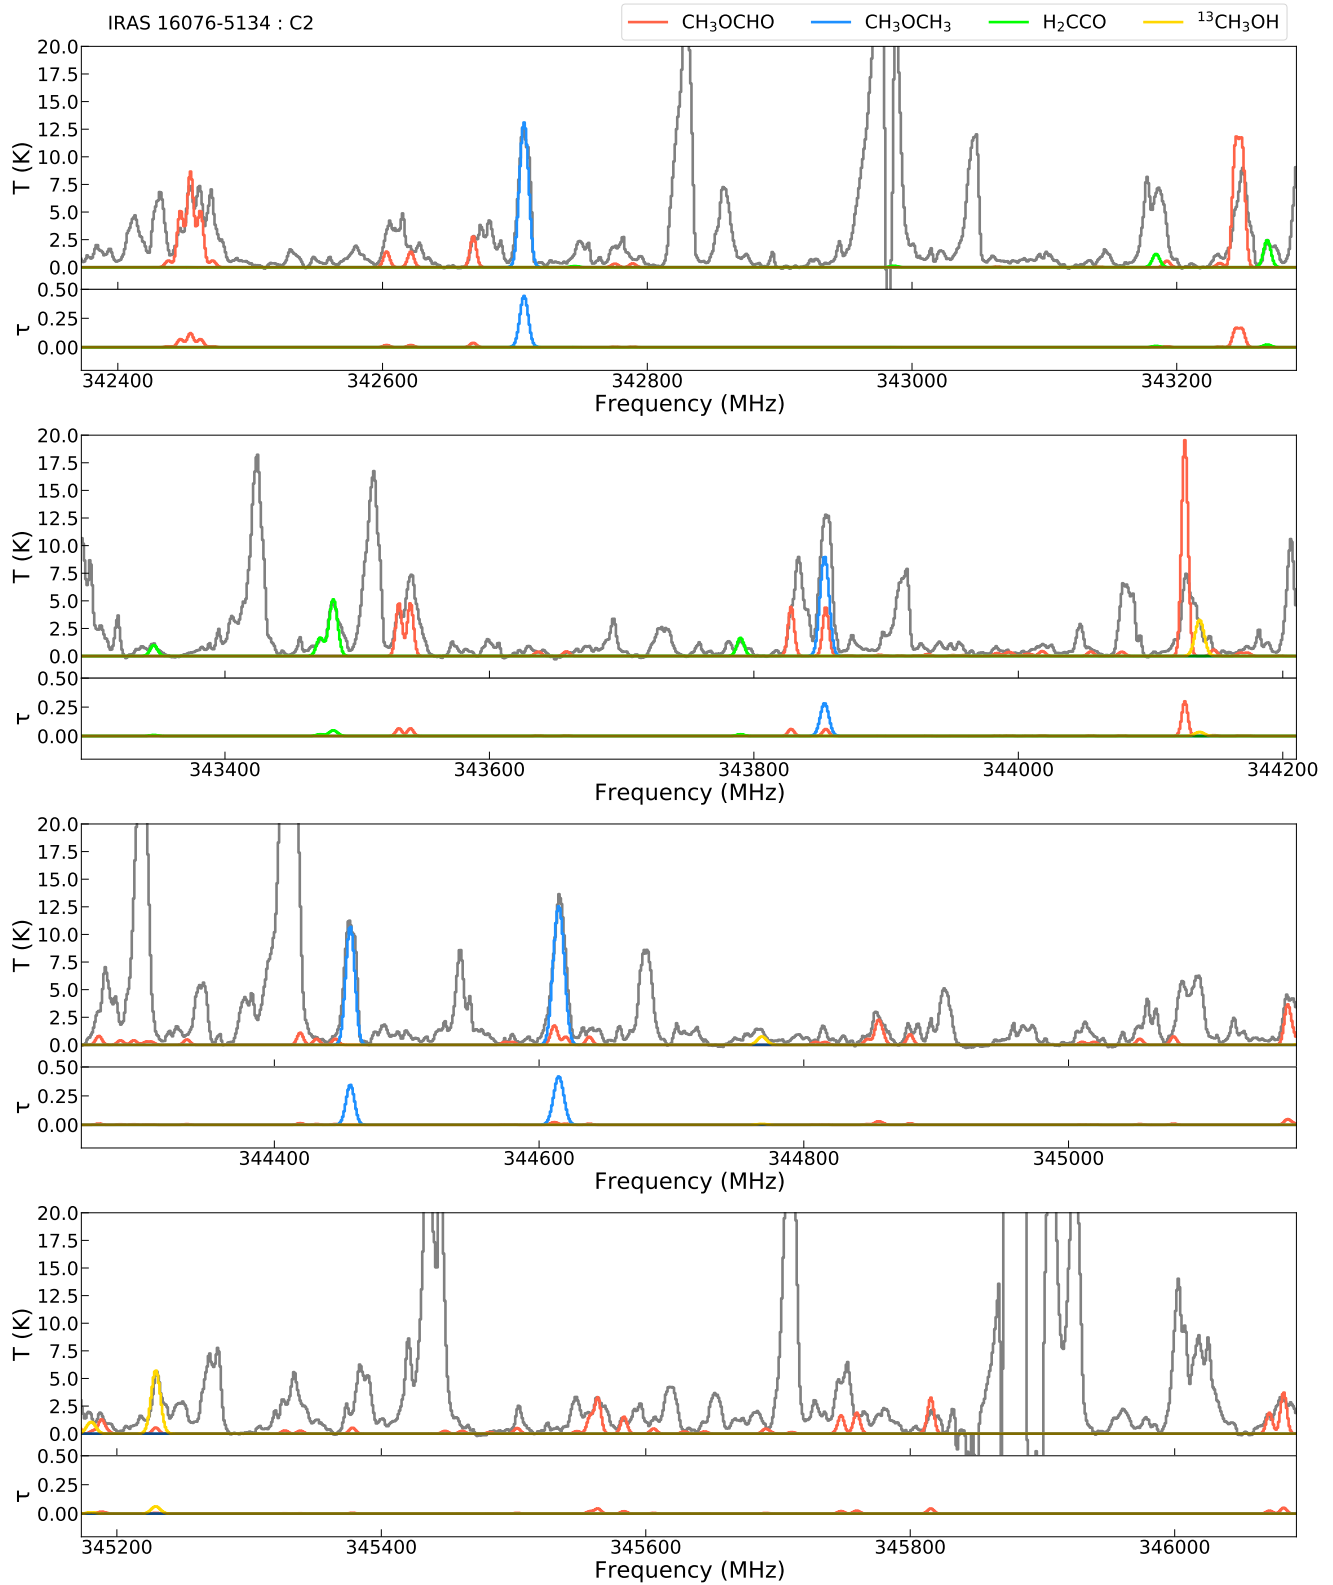 IRAS 16076-5134 : C2
CH₃OCHO CH₃OCH₃ H₂CCO ¹³CH₃OH
20.0
17.5
15.0
12.5
10.0
7.5
5.0
2.5
0.0
T (K)
0.50
0.25
0.00
τ
342400 342600 342800 343000 343200
Frequency (MHz)
20.0
17.5
15.0
12.5
10.0
7.5
5.0
2.5
0.0
T (K)
0.50
0.25
0.00
τ
343400 343600 343800 344000 344200
Frequency (MHz)
20.0
17.5
15.0
12.5
10.0
7.5
5.0
2.5
0.0
T (K)
0.50
0.25
0.00
τ
344400 344600 344800 345000
Frequency (MHz)
20.0
17.5
15.0
12.5
10.0
7.5
5.0
2.5
0.0
T (K)
0.50
0.25
0.00
τ
345200 345400 345600 345800 346000
Frequency (MHz)